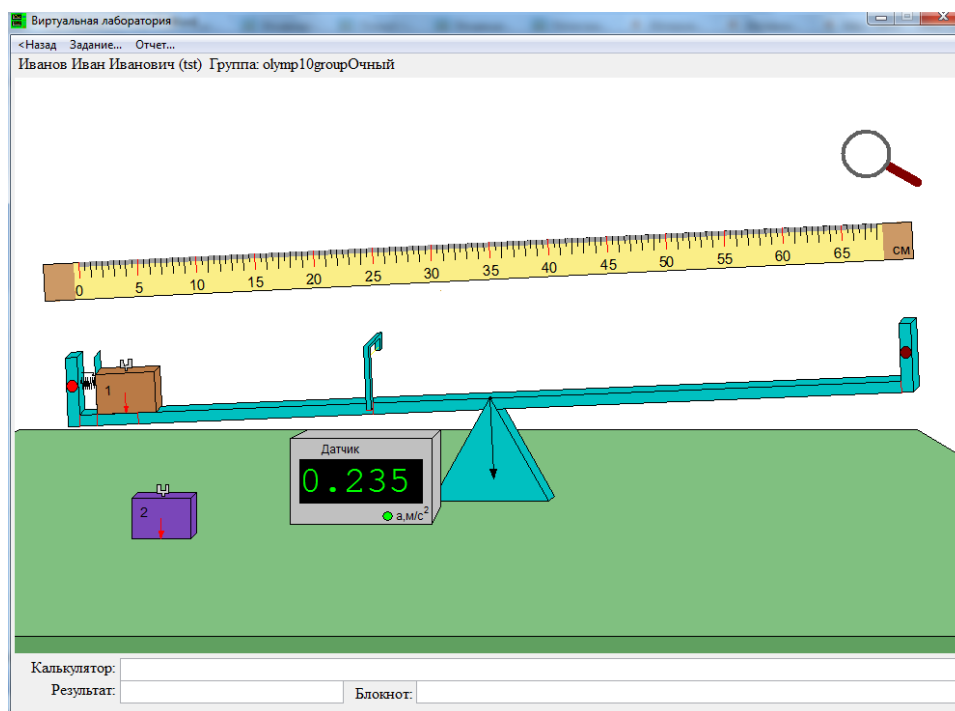 Виртуальная лаборатория
<Назад Задание... Отчет...
Иванов Иван Иванович (tst) Группа: olymp10groupОчный
0 5 10 15 20 25 30 35 40 45 50 55 60 65 см
1
Датчик
0.235
а,м/с²
2
Калькулятор:
Результат: Блокнот: